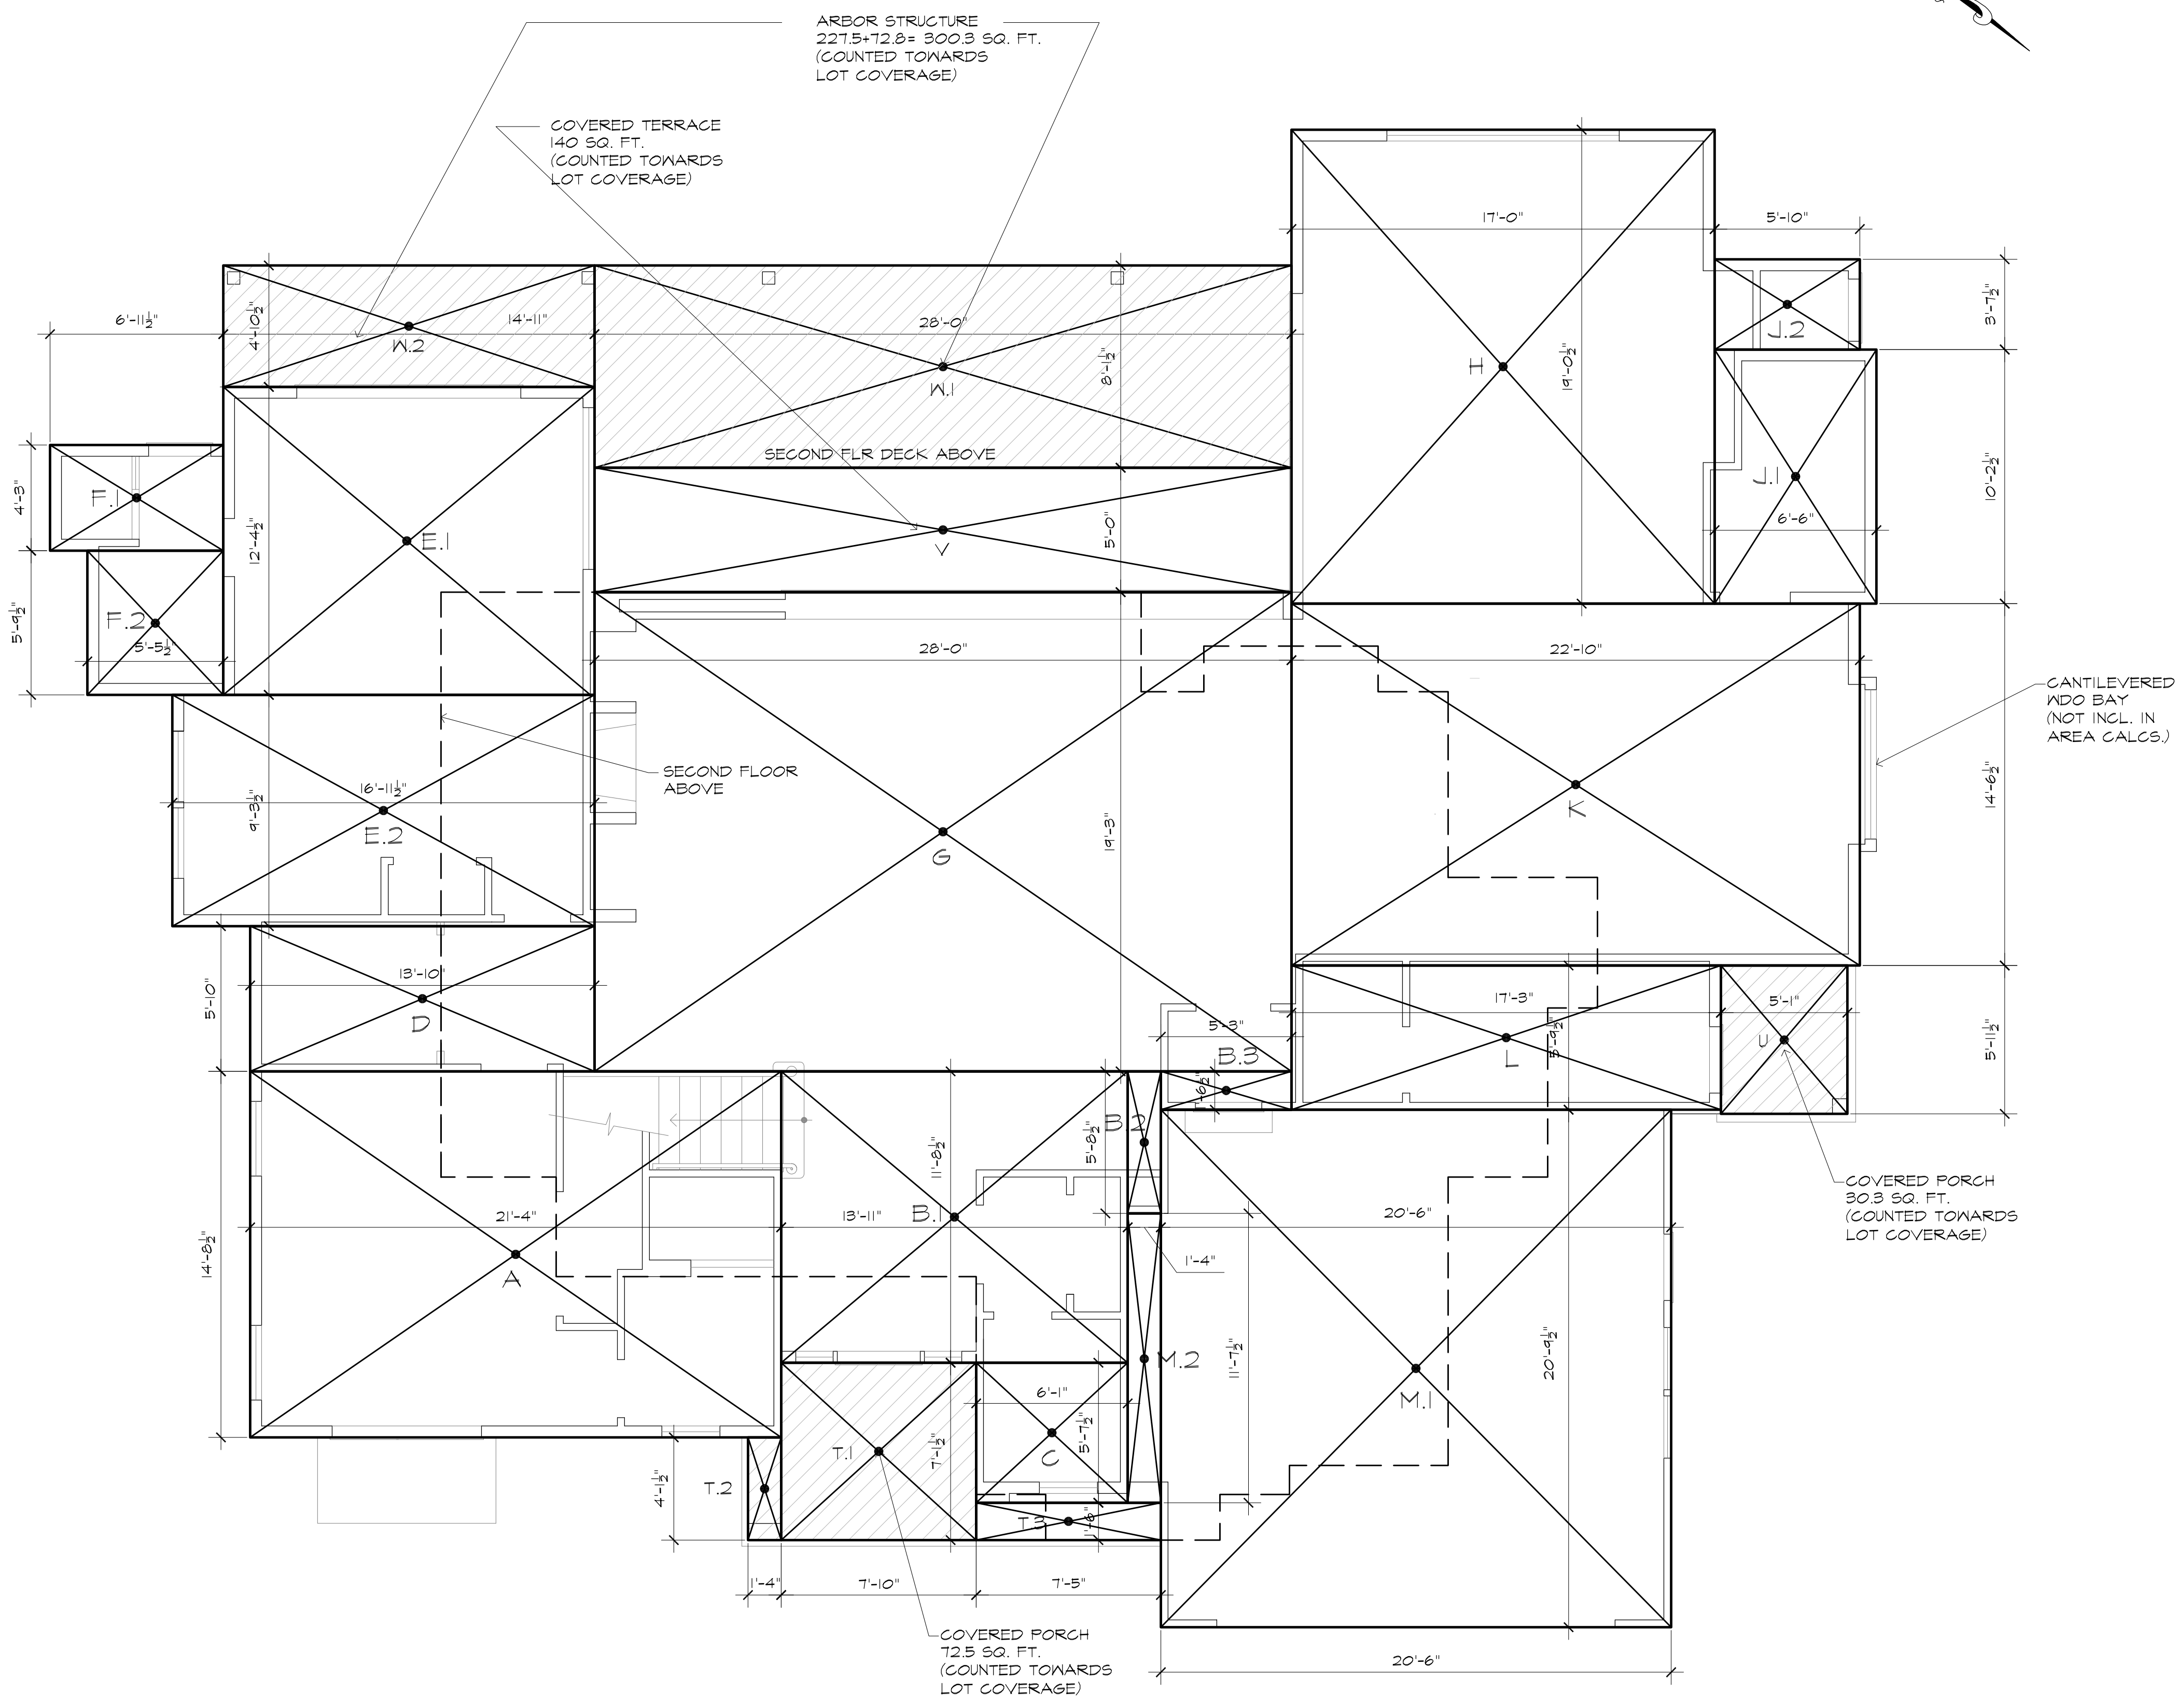 ARBOR STRUCTURE
227.5+72.8= 300.3 SQ. FT.
(COUNTED TOWARDS
LOT COVERAGE)
COVERED TERRACE
140 SQ. FT.
(COUNTED TOWARDS
LOT COVERAGE)
17'-0"
5'-10"
3'-7½"
6'-11½"
4'-10½"
14'-11"
W.2
28'-0"
W.1
8'-1½"
H
19'-0½"
J.2
SECOND FLR DECK ABOVE
J.1
10'-2½"
6'-6"
4'-3"
F.1
12'-4½"
E.1
V
5'-0"
5'-9½"
F.2
5'-5½"
28'-0"
22'-10"
CANTILEVERED
WDO BAY
(NOT INCL. IN
AREA CALCS.)
SECOND FLOOR
ABOVE
16'-11½"
9'-3½"
E.2
G
19'-3"
K
14'-6½"
5'-10"
13'-10"
D
5'-3"
B.3
1'-6½"
17'-3"
L
5'-9½"
5'-1"
U
5'-11½"
B.2
5'-8½"
11'-8½"
COVERED PORCH
30.3 SQ. FT.
(COUNTED TOWARDS
LOT COVERAGE)
14'-8½"
21'-4"
A
13'-11"
B.1
1'-4"
20'-6"
11'-7½"
M.2
20'-9½"
M.1
6'-1"
5'-7½"
C
T.1
7'-1½"
T.2
4'-1½"
T.3
1'-6"
1'-4"
7'-10"
7'-5"
COVERED PORCH
72.5 SQ. FT.
(COUNTED TOWARDS
LOT COVERAGE)
20'-6"